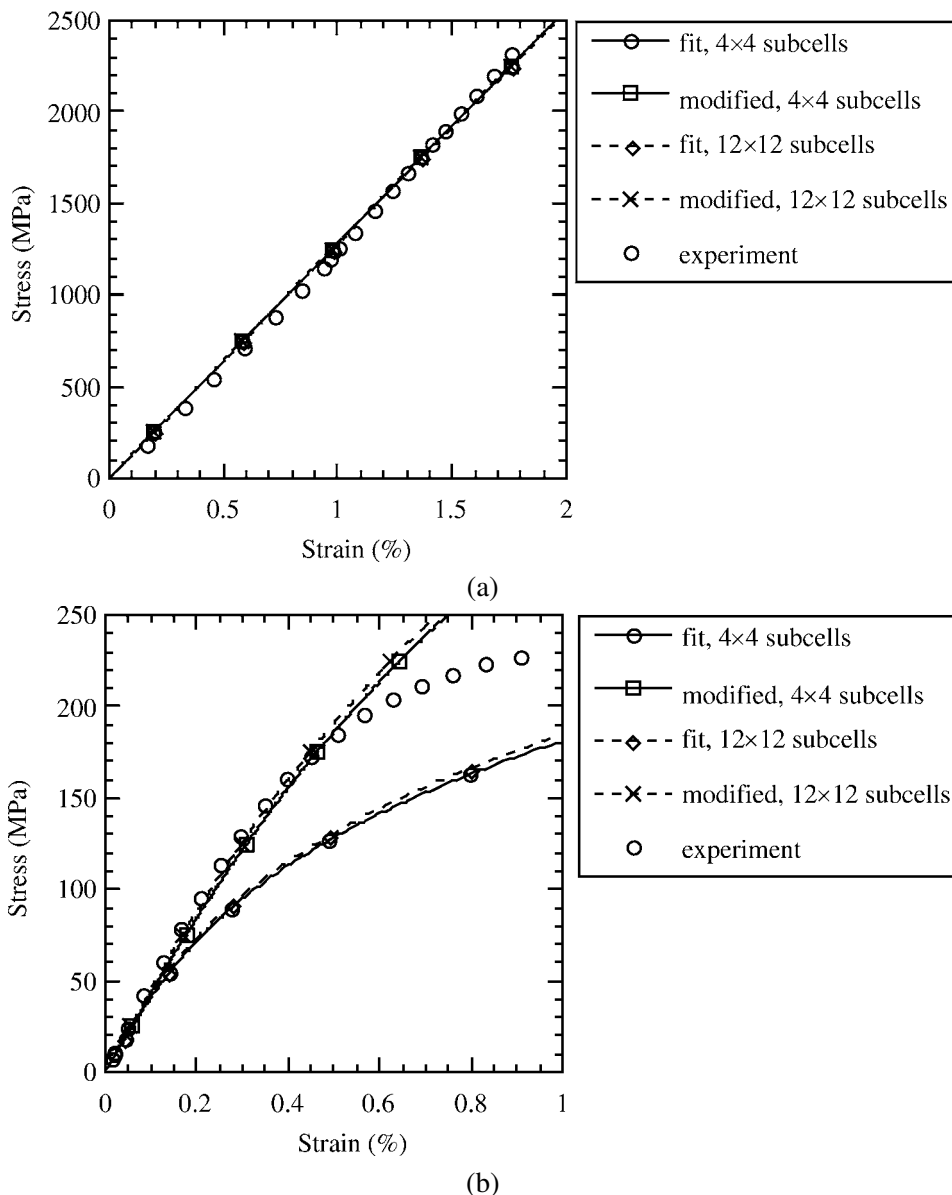 2500
2000
1500
1000
500
0
Stress (MPa)
0 0.5 1 1.5 2
Strain (%)
fit, 4×4 subcells
modified, 4×4 subcells
fit, 12×12 subcells
modified, 12×12 subcells
experiment
(a)
250
200
150
100
50
0
Stress (MPa)
0 0.2 0.4 0.6 0.8 1
Strain (%)
fit, 4×4 subcells
modified, 4×4 subcells
fit, 12×12 subcells
modified, 12×12 subcells
experiment
(b)